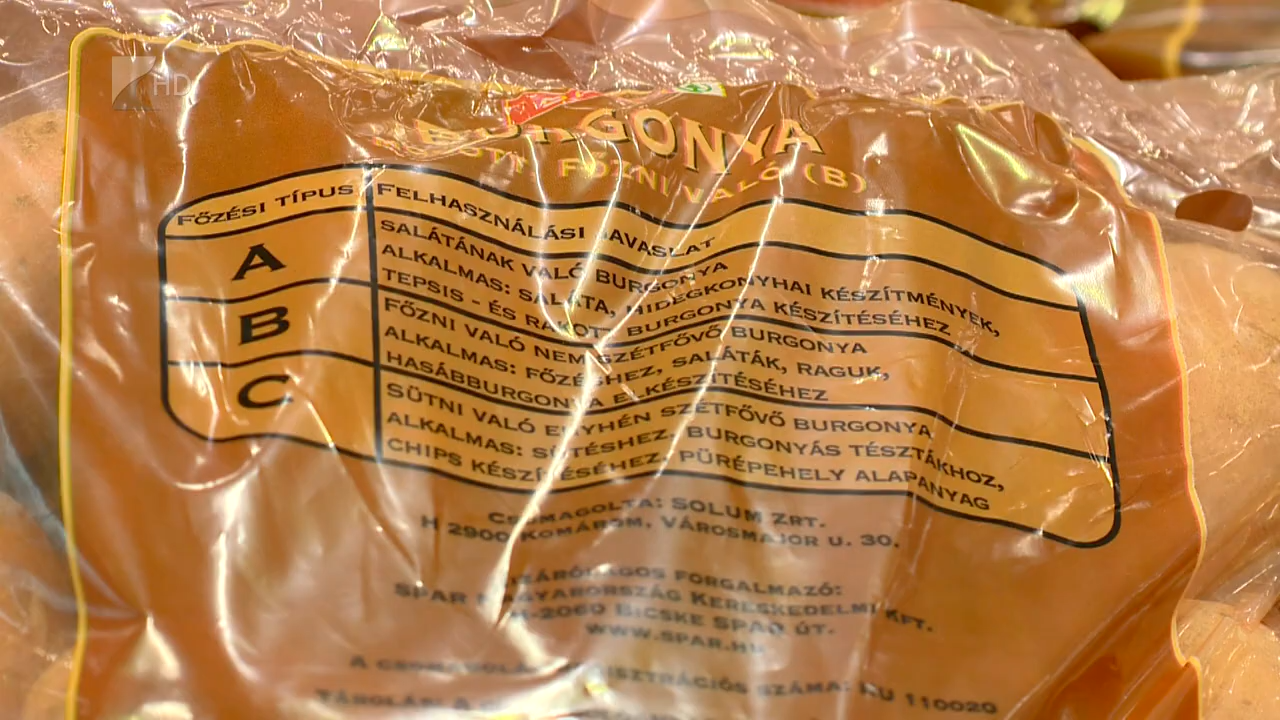 HD
BURGONYA
FŐZNI VALÓ (B)
FŐZÉSI TÍPUS
FELHASZNÁLÁSI JAVASLAT
A
SALÁTÁNAK VALÓ BURGONYA
ALKALMAS: SALÁTA, HIDEGKONYHAI KÉSZÍTMÉNYEK,
TEPSIS - ÉS RAKOTT BURGONYA KÉSZÍTÉSÉHEZ
B
FŐZNI VALÓ NEM SZÉTFŐVŐ BURGONYA
ALKALMAS: FŐZÉSHEZ, SALÁTÁK, RAGUK,
HASÁBBURGONYA ELKÉSZÍTÉSÉHEZ
C
SÜTNI VALÓ ENYHÉN SZÉTFŐVŐ BURGONYA
ALKALMAS: SÜTÉSHEZ, BURGONYÁS TÉSZTÁKHOZ,
CHIPS KÉSZÍTÉSÉHEZ, PÜRÉPEHELY ALAPANYAG
CSOMAGOLTA: SOLUM ZRT.
H 2900 KOMÁROM, VÁROSMAJOR U. 30.
KIZÁRÓLAGOS FORGALMAZÓ:
SPAR MAGYARORSZÁG KERESKEDELMI KFT.
H-2060 BICSKE SPAR ÚT.
WWW.SPAR.HU
A SZÁMA: HU 110020